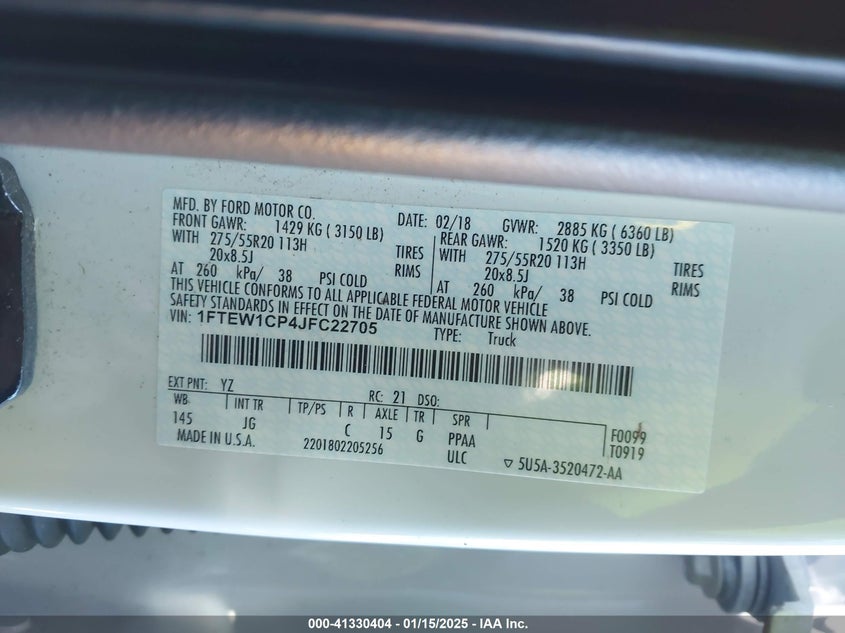 MFD. BY FORD MOTOR CO. DATE: 02/18 GVWR: 2885 KG ( 6360 LB)
FRONT GAWR: 1429 KG ( 3150 LB) REAR GAWR: 1520 KG ( 3350 LB)
WITH 275/55R20 113H TIRES WITH 275/55R20 113H TIRES
20x8.5J RIMS 20x8.5J RIMS
AT 260 kPa/ 38 PSI COLD AT 260 kPa/ 38 PSI COLD
THIS VEHICLE CONFORMS TO ALL APPLICABLE FEDERAL MOTOR VEHICLE
SAFETY STANDARDS IN EFFECT ON THE DATE OF MANUFACTURE SHOWN ABOVE.
VIN: 1FTEW1CP4JFC22705 TYPE: Truck
EXT PNT: YZ RC: 21 DSO:
WB INT TR TP/PS R AXLE TR SPR
145 JG C 15 G PPAA F0099
MADE IN U.S.A. 2201802205256 ULC T0919
▽ 5U5A-3520472-AA
000-41330404 - 01/15/2025 - IAA Inc.